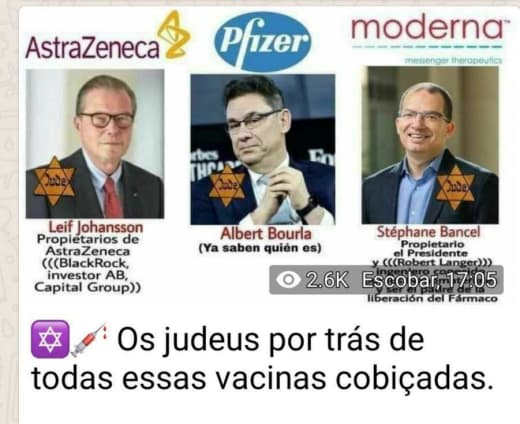 AstraZeneca
Pfizer
moderna
messenger therapeutics
Jude
Jude
Jude
Leif Johansson
Propietarios de
AstraZeneca
(((BlackRock,
investor AB,
Capital Group))
Albert Bourla
(Ya saben quién es)
Stéphane Bancel
Propietario
el Presidente
y (((Robert Langer)))
liberación del Fármaco
2.6K Escobar, 17:05
Os judeus por trás de
todas essas vacinas cobiçadas.